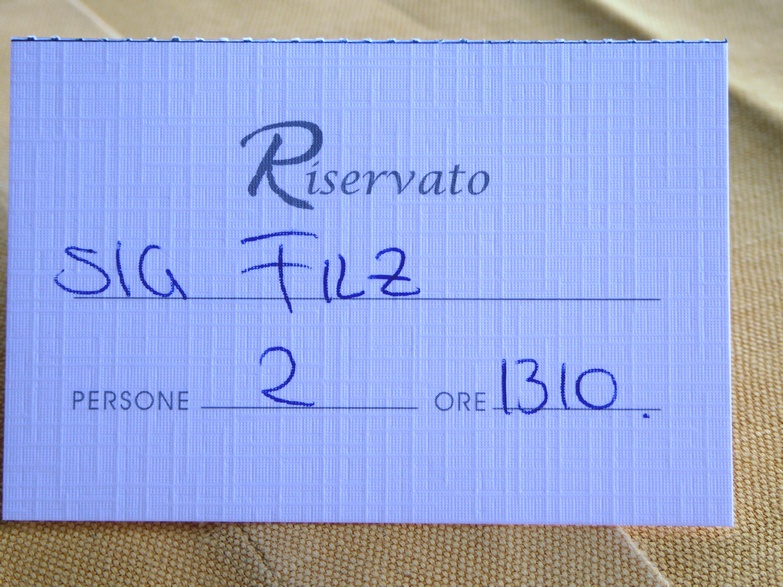 Riservato
SIG FILZ
PERSONE 2 ORE 1310.